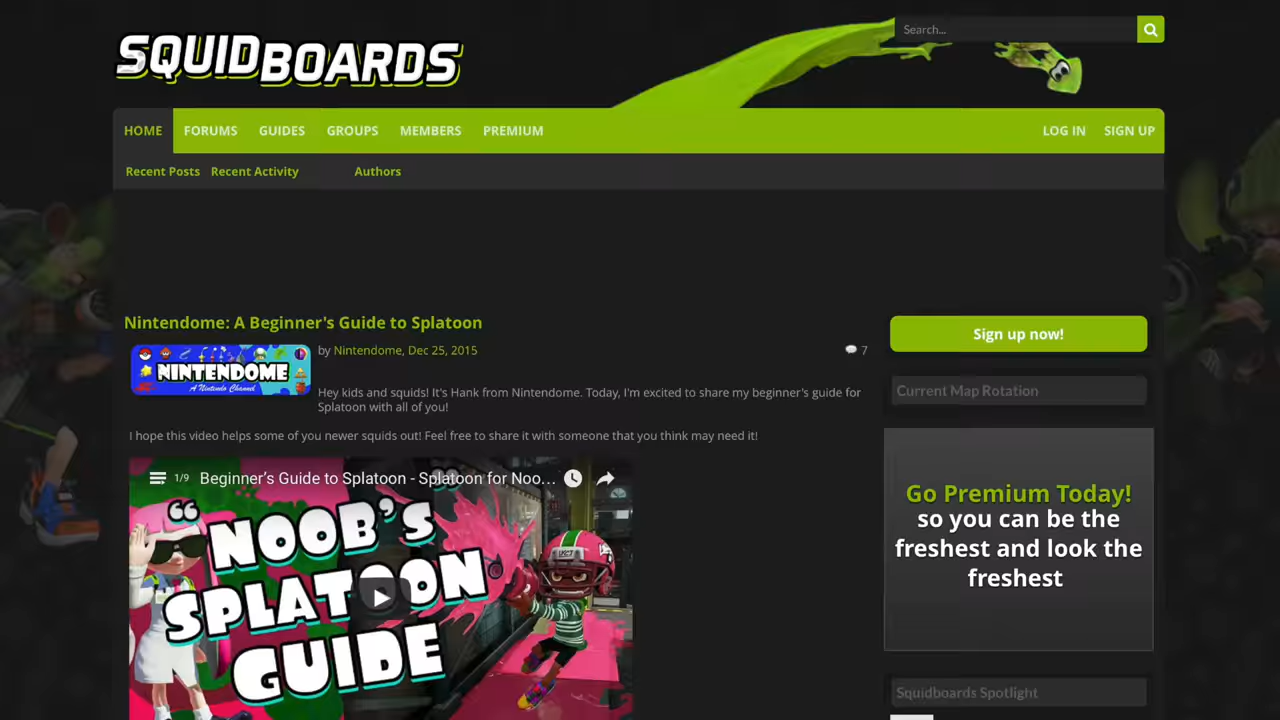 SQUIDBOARDS
Search...
HOME FORUMS GUIDES GROUPS MEMBERS PREMIUM LOG IN SIGN UP
Recent Posts Recent Activity Authors
Nintendome: A Beginner's Guide to Splatoon
NINTENDOME
A Nintendo Channel
by Nintendome, Dec 25, 2015
7
Hey kids and squids! It's Hank from Nintendome. Today, I'm excited to share my beginner's guide for
Splatoon with all of you!
I hope this video helps some of you newer squids out! Feel free to share it with someone that you think may need it!
1/9 Beginner's Guide to Splatoon - Splatoon for Noo...
"NOOB'S
SPLATOON
GUIDE
Sign up now!
Current Map Rotation
Go Premium Today!
so you can be the
freshest and look the
freshest
Squidboards Spotlight